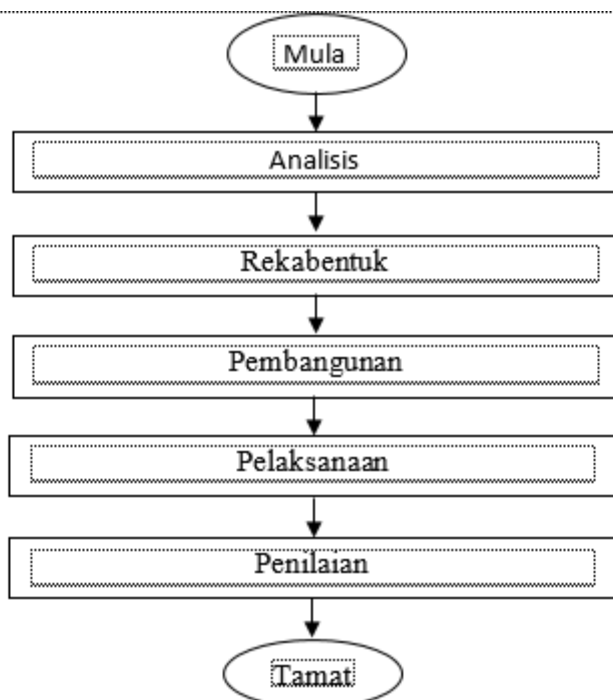 Mula
Analisis
Rekabentuk
Pembangunan
Pelaksanaan
Penilaian
Tamat